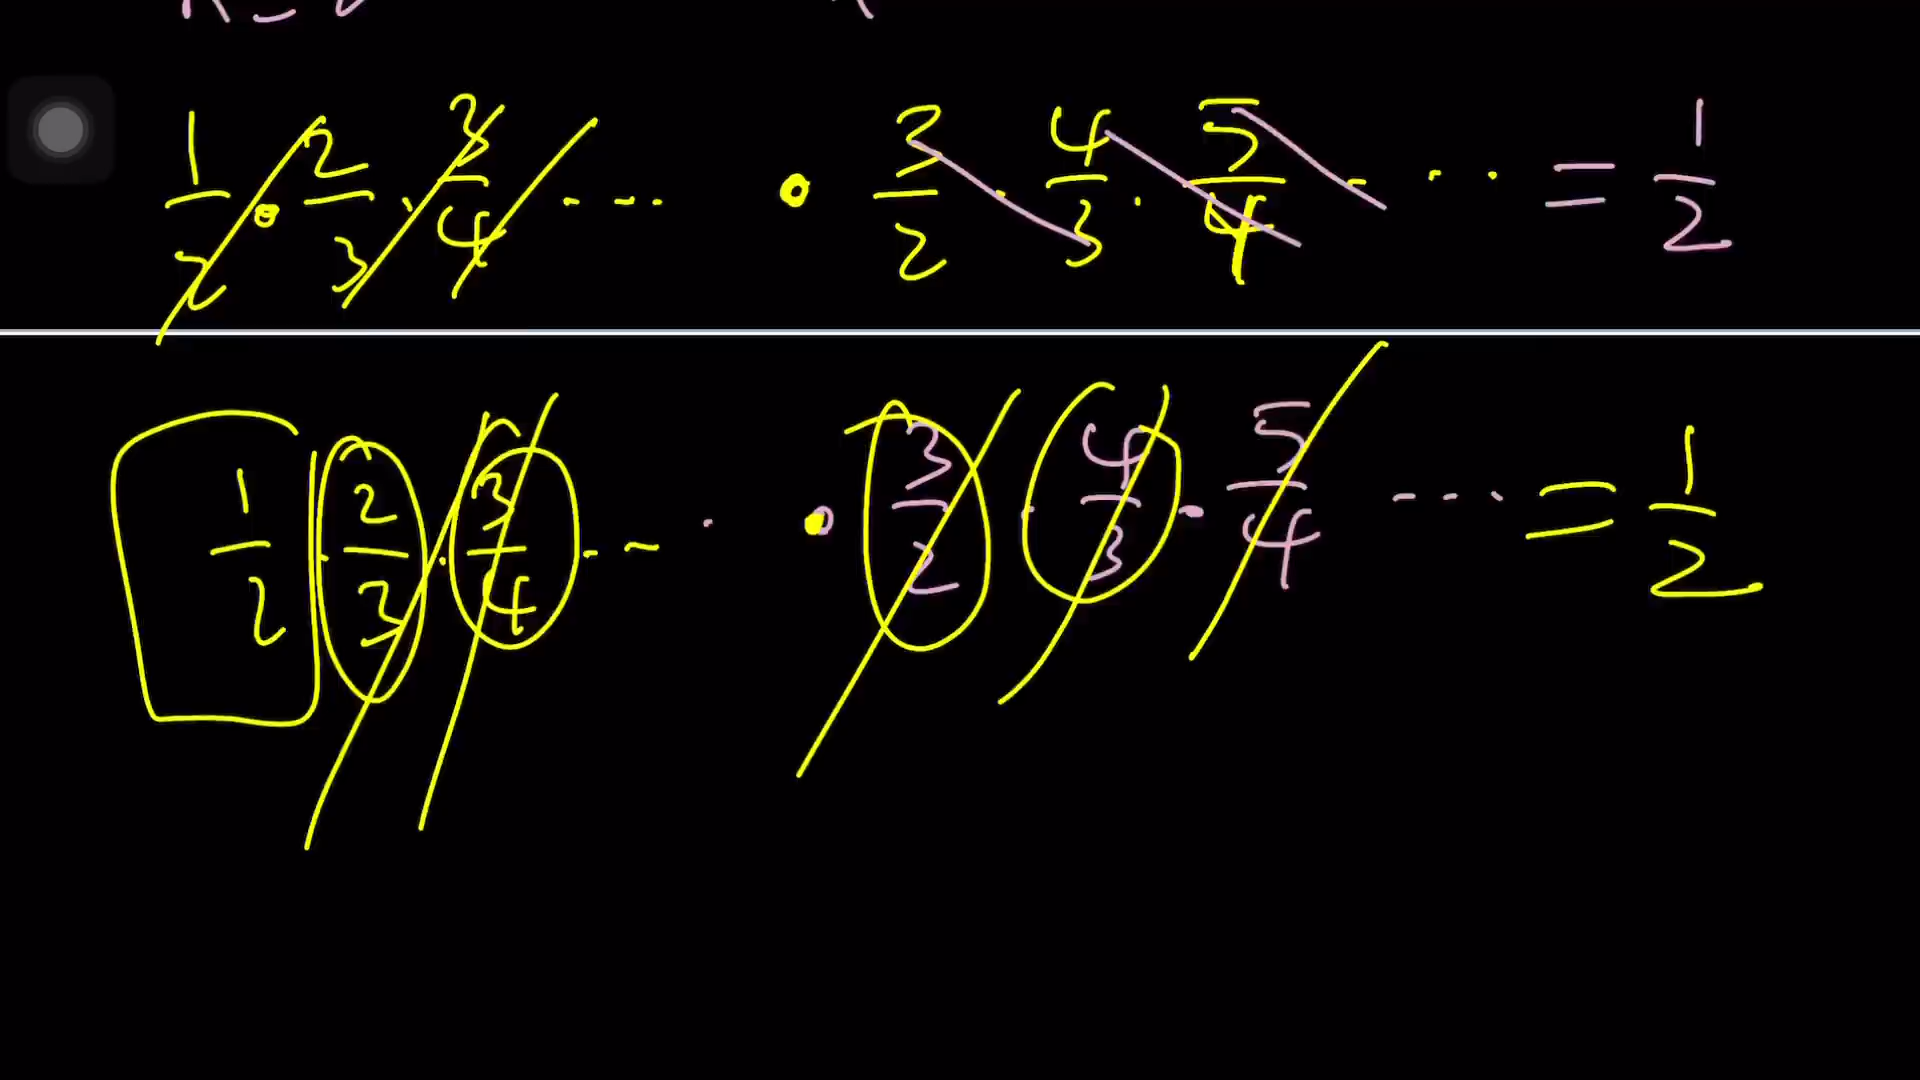 1/2 · 2/3 · 3/4 ... · 3/2 · 4/3 · 5/4 · ... = 1/2
1/2 · 2/3 · 3/4 ... · 3/2 · 4/3 · 5/4 ... = 1/2